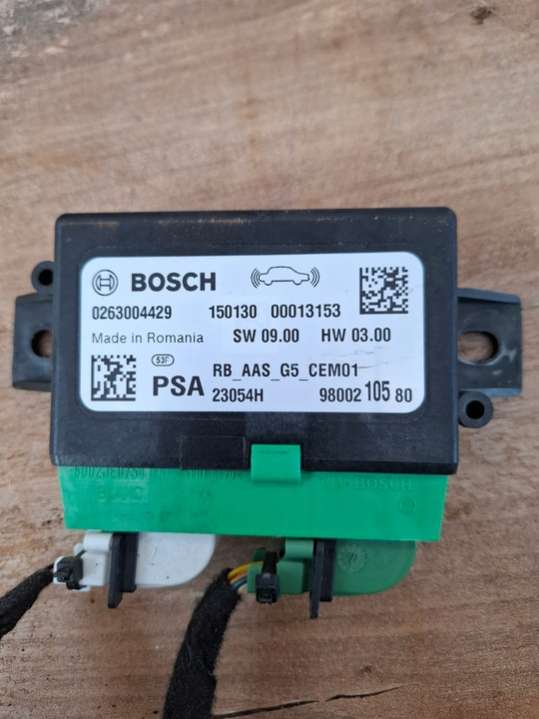 BOSCH
0263004429 150130 00013153
Made in Romania SW 09.00 HW 03.00
PSA RB_AAS_G5_CEM01
23054H 98002 105 80
BOSCH